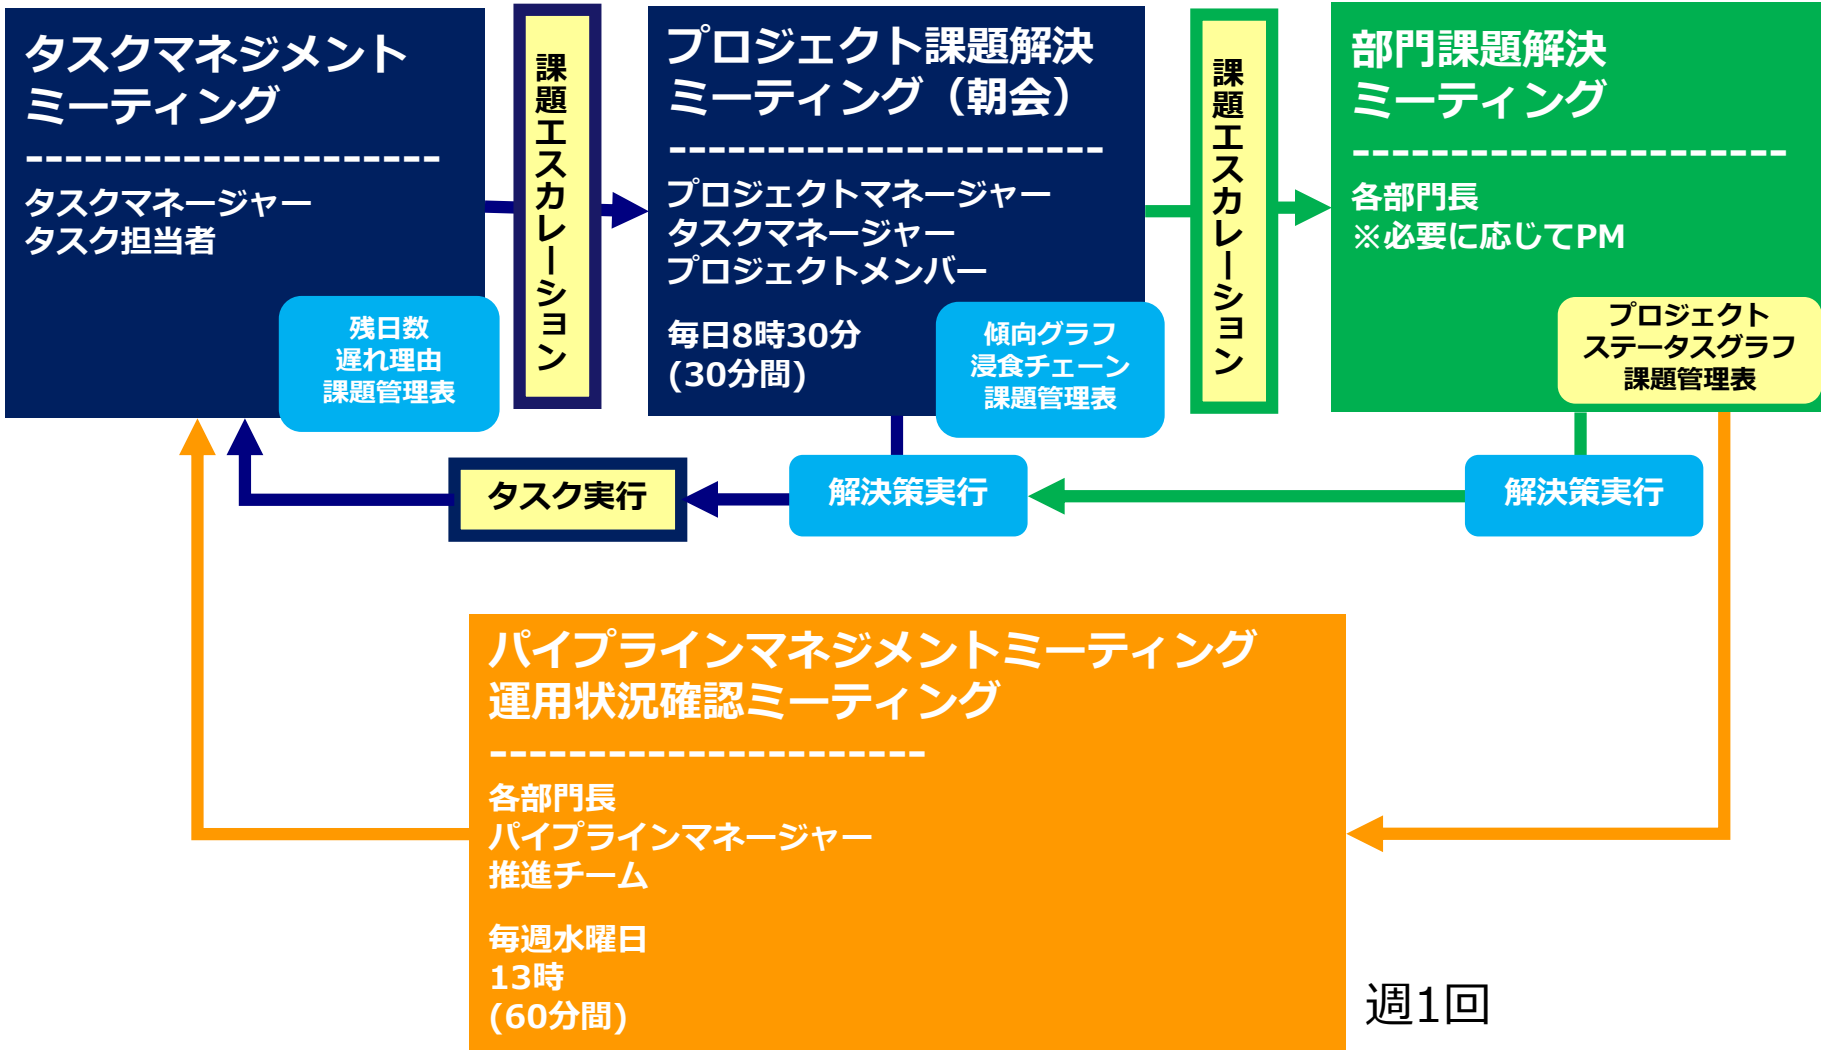 タスクマネジメント
ミーティング
---------------------
タスクマネージャー
タスク担当者
残日数
遅れ理由
課題管理表
課題エスカレーション
プロジェクト課題解決
ミーティング（朝会）
----------------------
プロジェクトマネージャー
タスクマネージャー
プロジェクトメンバー
毎日8時30分
(30分間)
傾向グラフ
浸食チェーン
課題管理表
課題エスカレーション
部門課題解決
ミーティング
----------------------
各部門長
※必要に応じてPM
プロジェクト
ステータスグラフ
課題管理表
タスク実行
解決策実行
解決策実行
パイプラインマネジメントミーティング
運用状況確認ミーティング
----------------------
各部門長
パイプラインマネージャー
推進チーム
毎週水曜日
13時
(60分間)
週1回